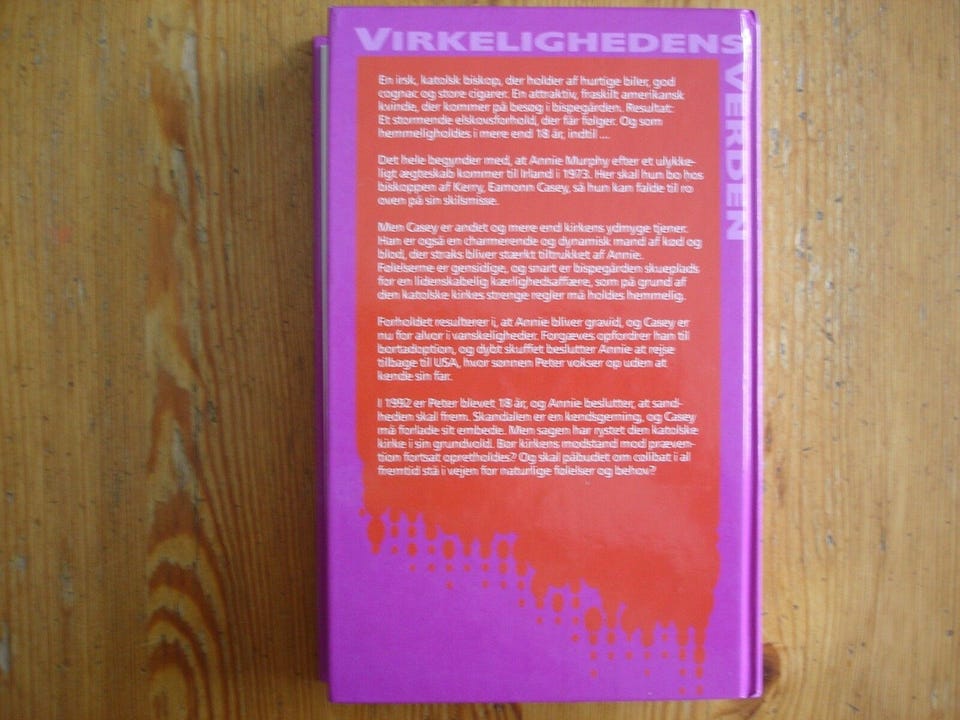 VIRKELIGHEDENS
VERDEN
En irsk, katolsk biskop, der holder af hurtige biler, god
cognac og store cigarer. En attraktiv, fraskilt amerikansk
kvinde, der kommer på besøg i bispegården. Resultat:
Et stormende elskovsforhold, der får følger. Og som
hemmeligholdes i mere end 18 år, indtil ...
Det hele begynder med, at Annie Murphy efter et ulykke-
ligt ægteskab kommer til Irland i 1973. Her skal hun bo hos
biskoppen af Kerry, Eamonn Casey, så hun kan falde til ro
oven på sin skilsmisse.
Men Casey er andet og mere end kirkens ydmyge tjener.
Han er også en charmerende og dynamisk mand af kød og
blod, der straks bliver stærkt tiltrukket af Annie.
Følelserne er gensidige, og snart er bispegården skueplads
for en lidenskabelig kærlighedsaffære, som på grund af
den katolske kirkes strenge regler må holdes hemmelig.
Forholdet resulterer i, at Annie bliver gravid, og Casey er
nu for alvor i vanskeligheder. Forgæves opfordrer han til
bortadoption, og dybt skuffet beslutter Annie at rejse
tilbage til USA, hvor sønnen Peter vokser op uden at
kende sin far.
I 1992 er Peter blevet 18 år, og Annie beslutter, at sand-
heden skal frem. Skandalen er en kendsgerning, og Casey
må forlade sit embede. Men sagen har rystet den katolske
kirke i sin grundvold. Bør kirkens modstand mod præven-
tion fortsat opretholdes? Og skal påbudet om cølibat i al
fremtid stå i vejen for naturlige følelser og behov?